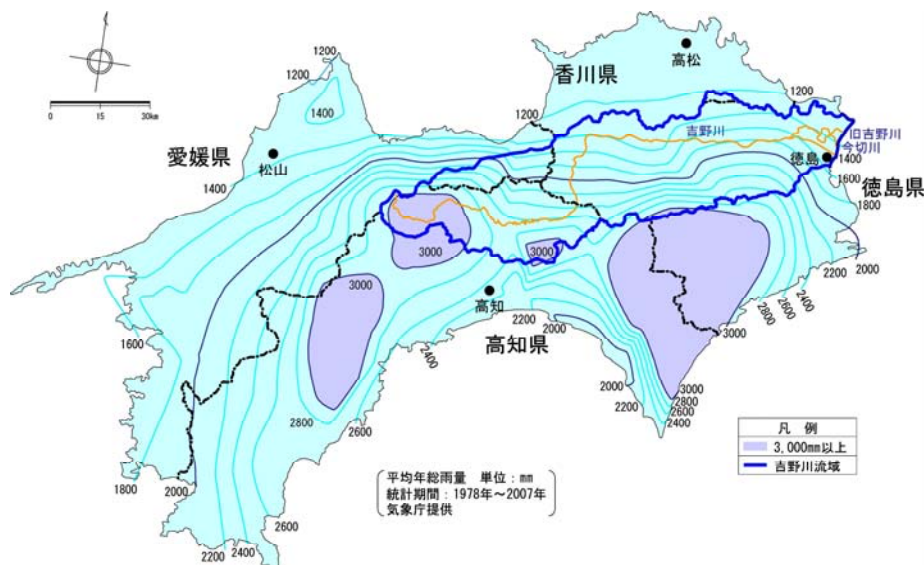 1200
高松
1200
香川県
0 15 30km
1400
1200
1200
吉野川
旧吉野川
今切川
愛媛県
松山
徳島
1400
1600
徳島県
1400
1800
3000
3000
2200
2000
3000
高知
2400
2600
2800
3000
1600
2200
2000
高知県
2400
2000
2200
3000
2800
2600
2400
2800
2600
凡 例
3,000mm以上
吉野川流域
平均年総雨量 単位:mm
統計期間:1978年~2007年
気象庁提供
1800
2000
2600
2200
2400